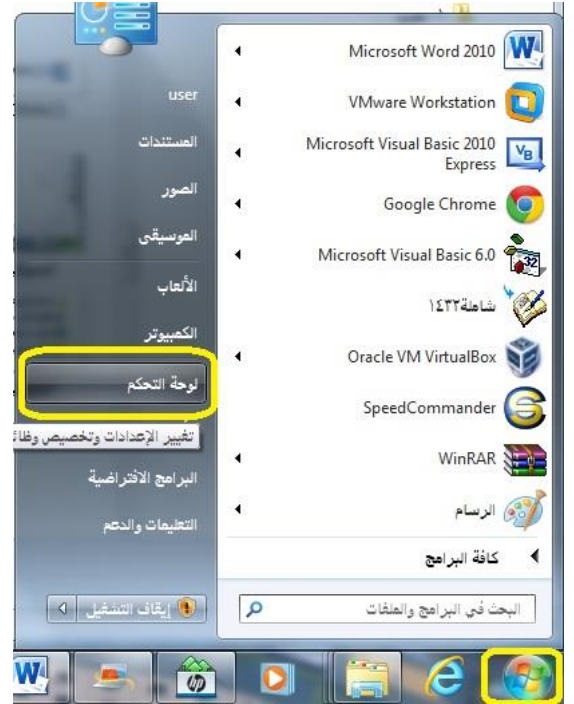 Microsoft Word 2010
VMware Workstation
Microsoft Visual Basic 2010
Express
Google Chrome
Microsoft Visual Basic 6.0
شاملة١٤٣٢
Oracle VM VirtualBox
SpeedCommander
WinRAR
الرسام
كافة البرامج
البحث في البرامج والملفات
user
المستندات
الصور
الموسيقى
الألعاب
الكمبيوتر
لوحة التحكم
تغيير الإعدادات وتخصيص وظائ
البرامج الافتراضية
التعليمات والدعم
إيقاف التشغيل